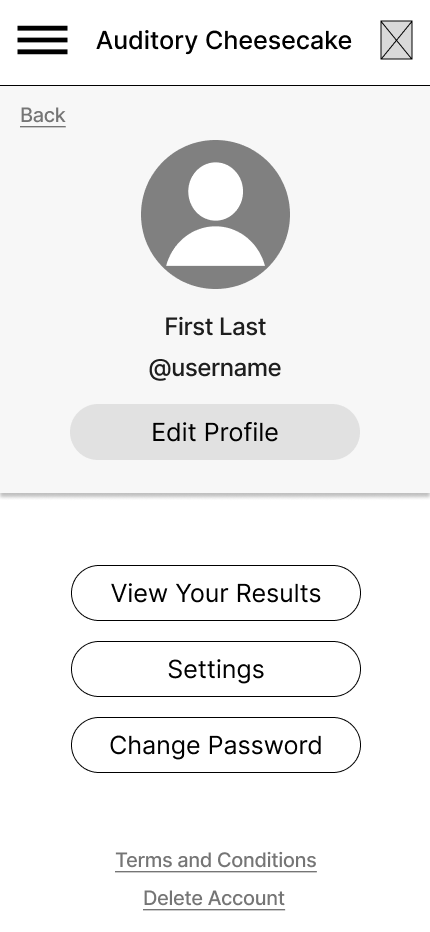 Auditory Cheesecake
Back
First Last
@username
Edit Profile
View Your Results
Settings
Change Password
Terms and Conditions
Delete Account